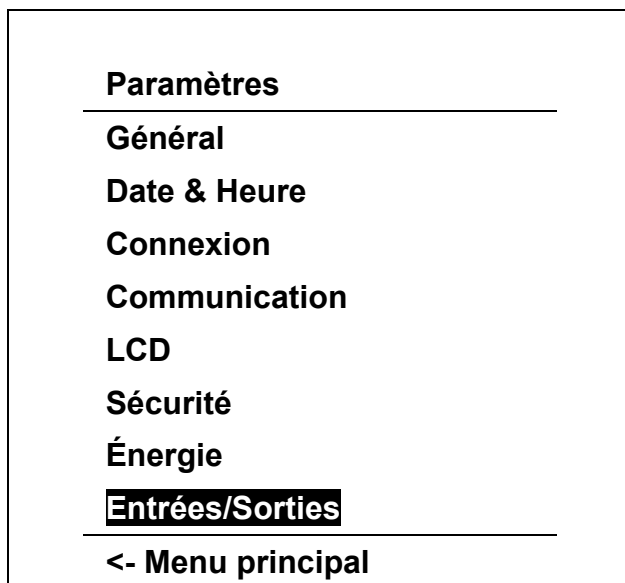 Paramètres
Général
Date & Heure
Connexion
Communication
LCD
Sécurité
Énergie
Entrées/Sorties
<- Menu principal